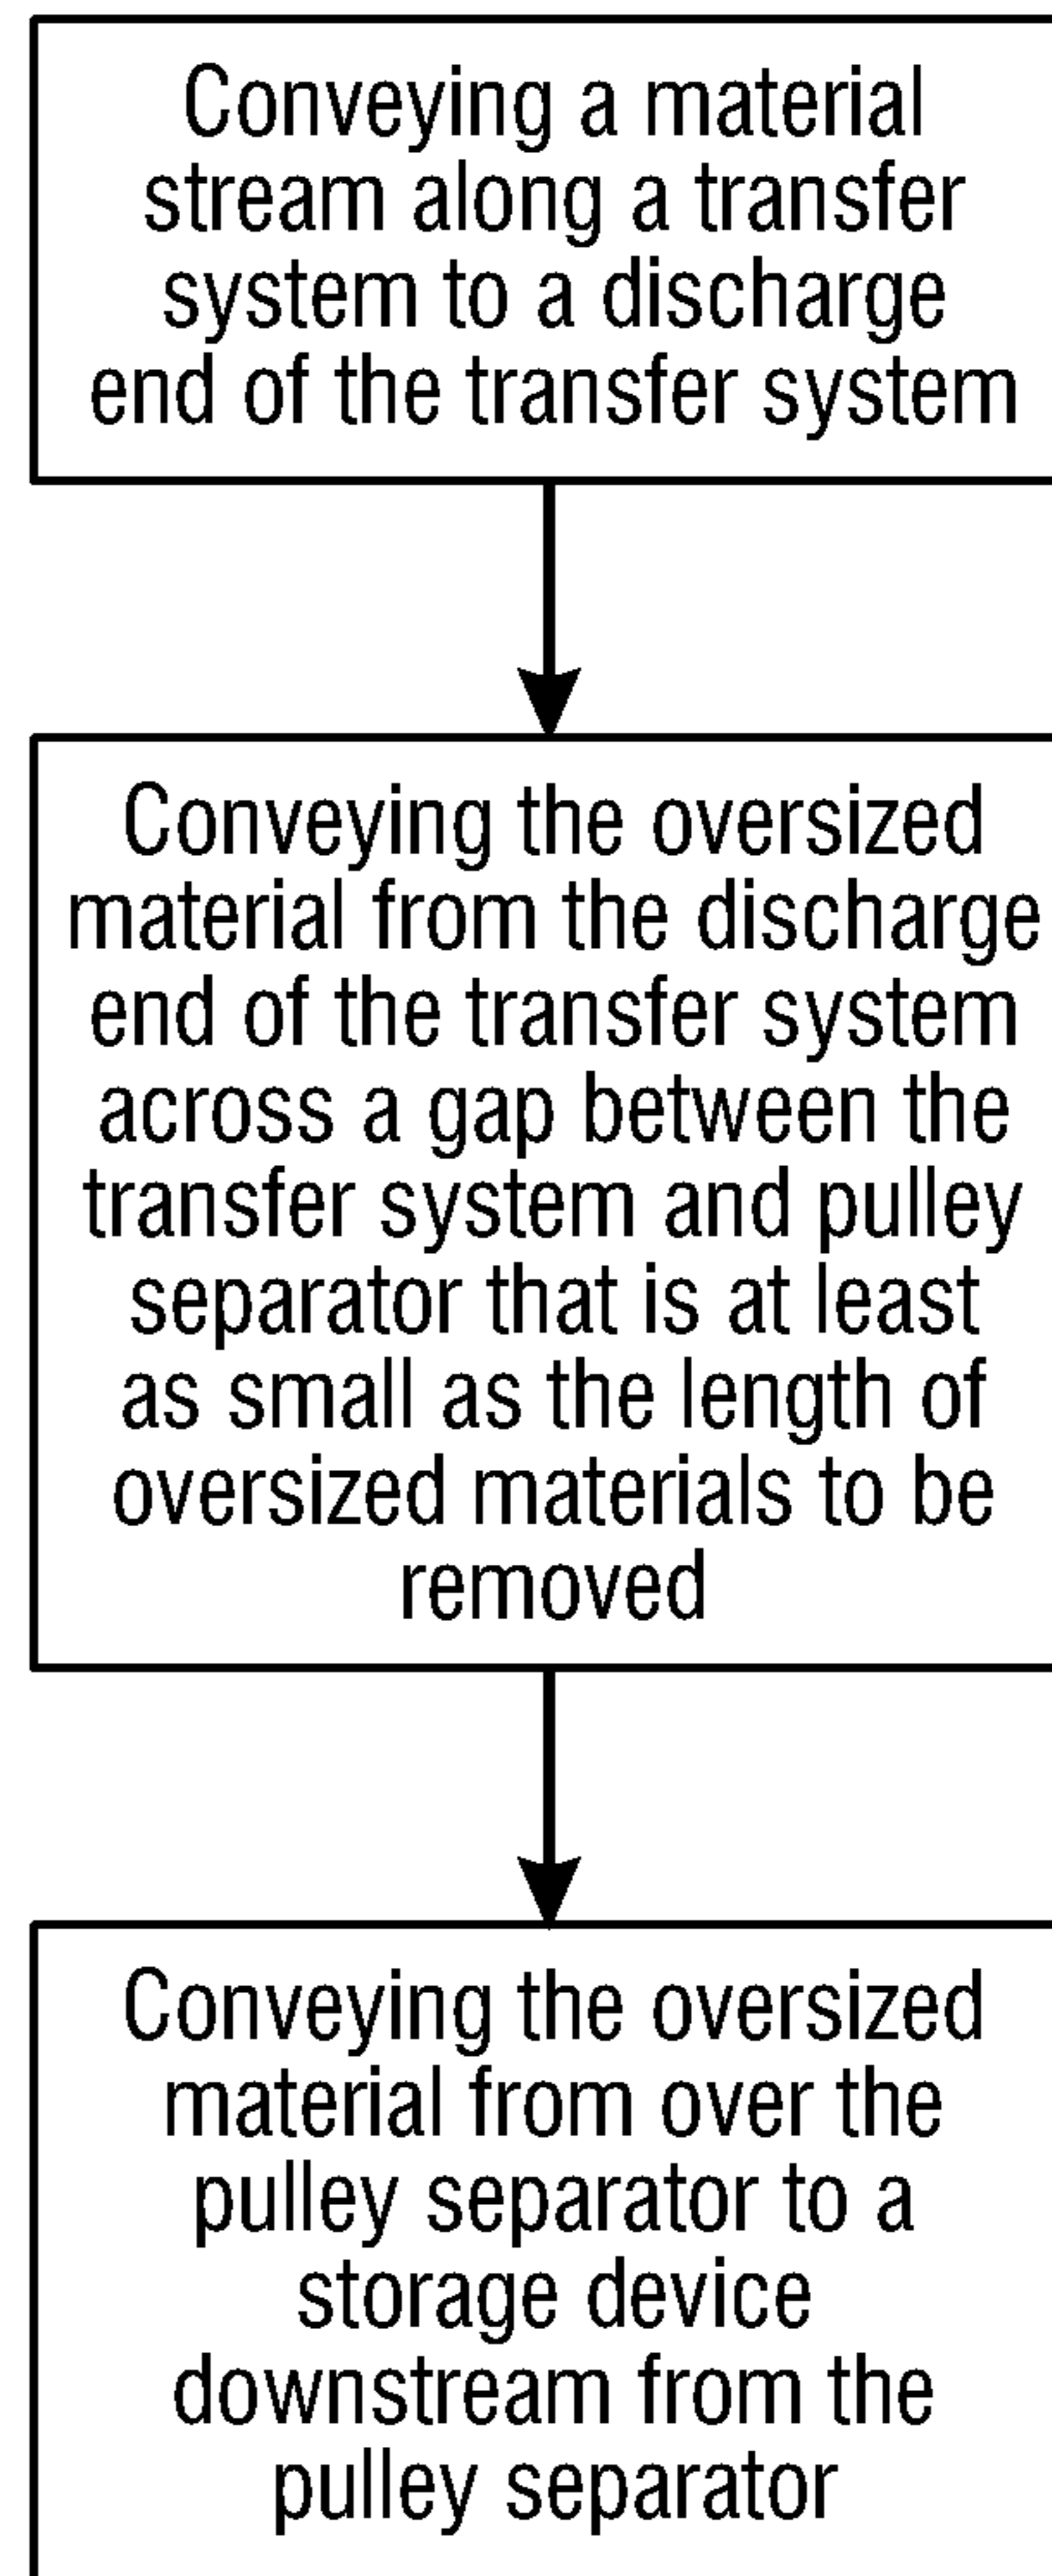 Conveying a material
stream along a transfer
system to a discharge
end of the transfer system
Conveying the oversized
material from the discharge
end of the transfer system
across a gap between the
transfer system and pulley
separator that is at least
as small as the length of
oversized materials to be
removed
Conveying the oversized
material from over the
pulley separator to a
storage device
downstream from the
pulley separator